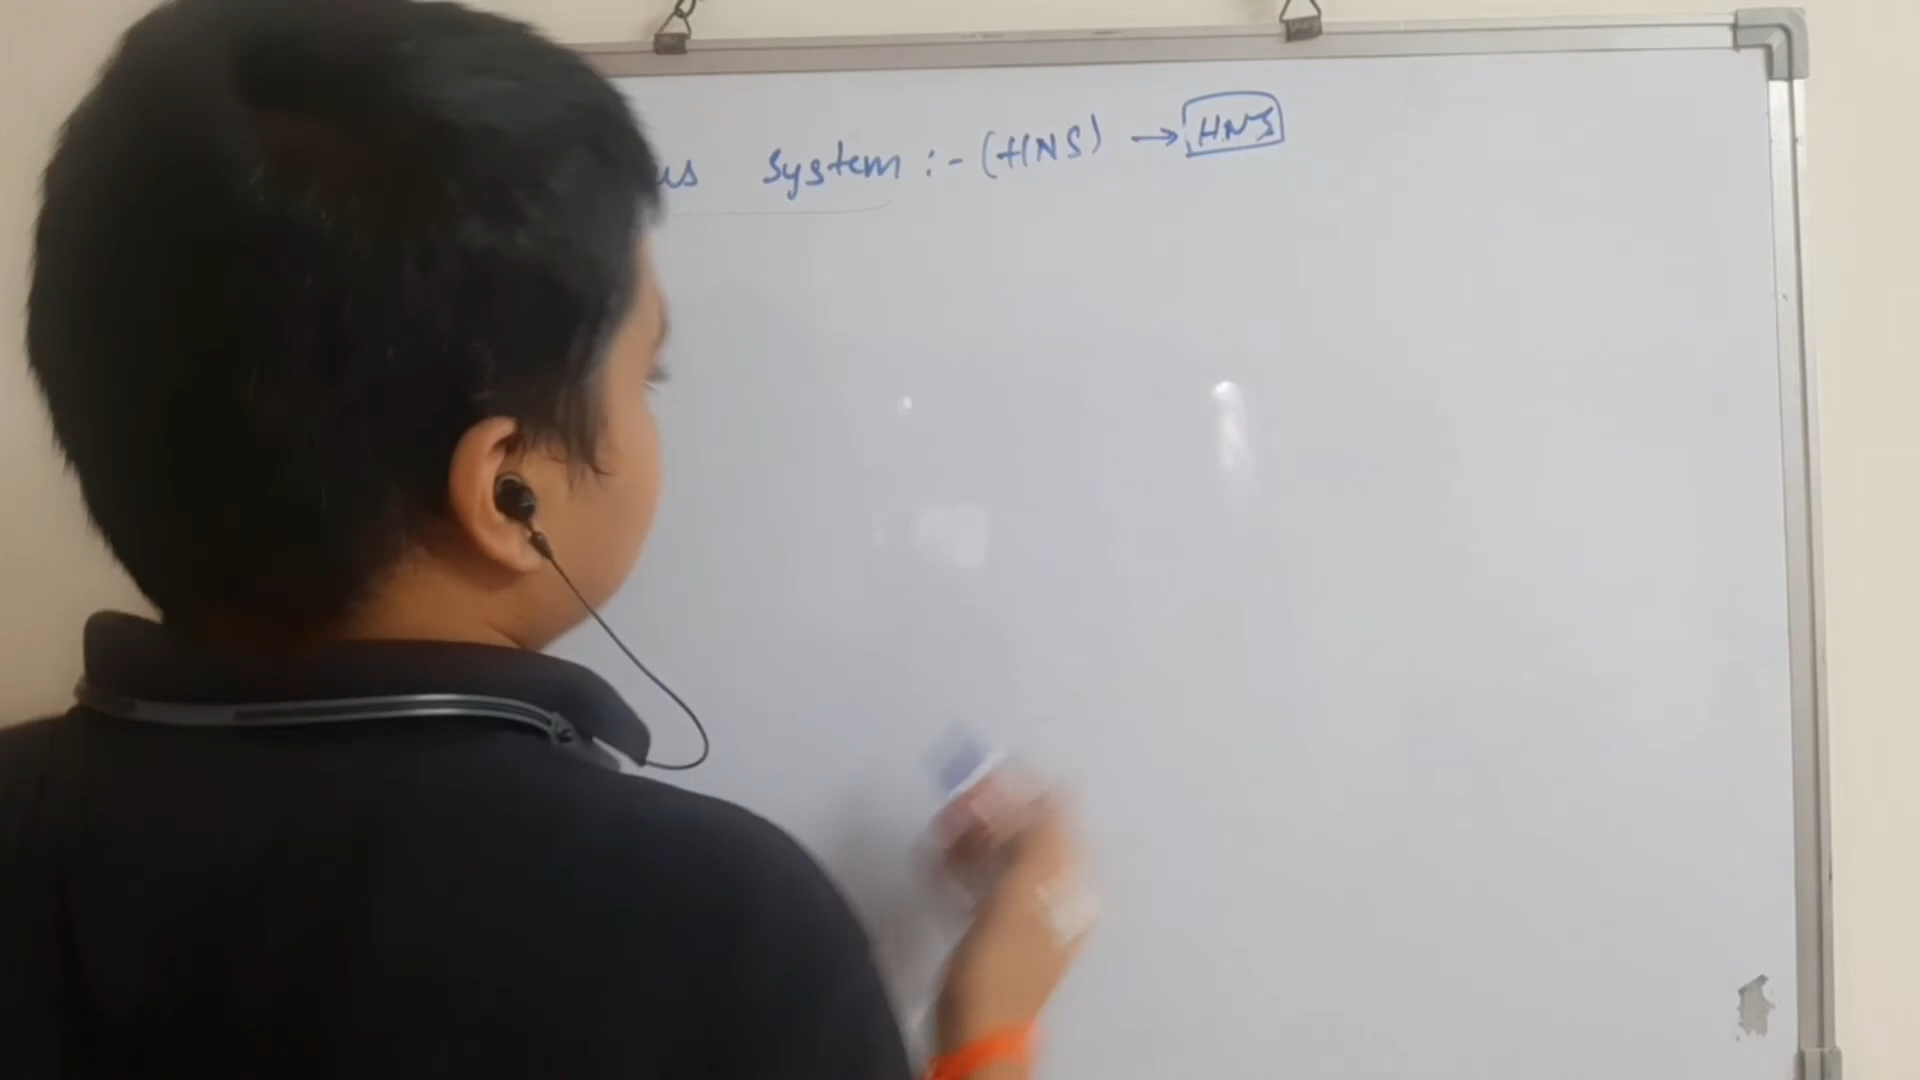 us System :- (HNS) → HNS